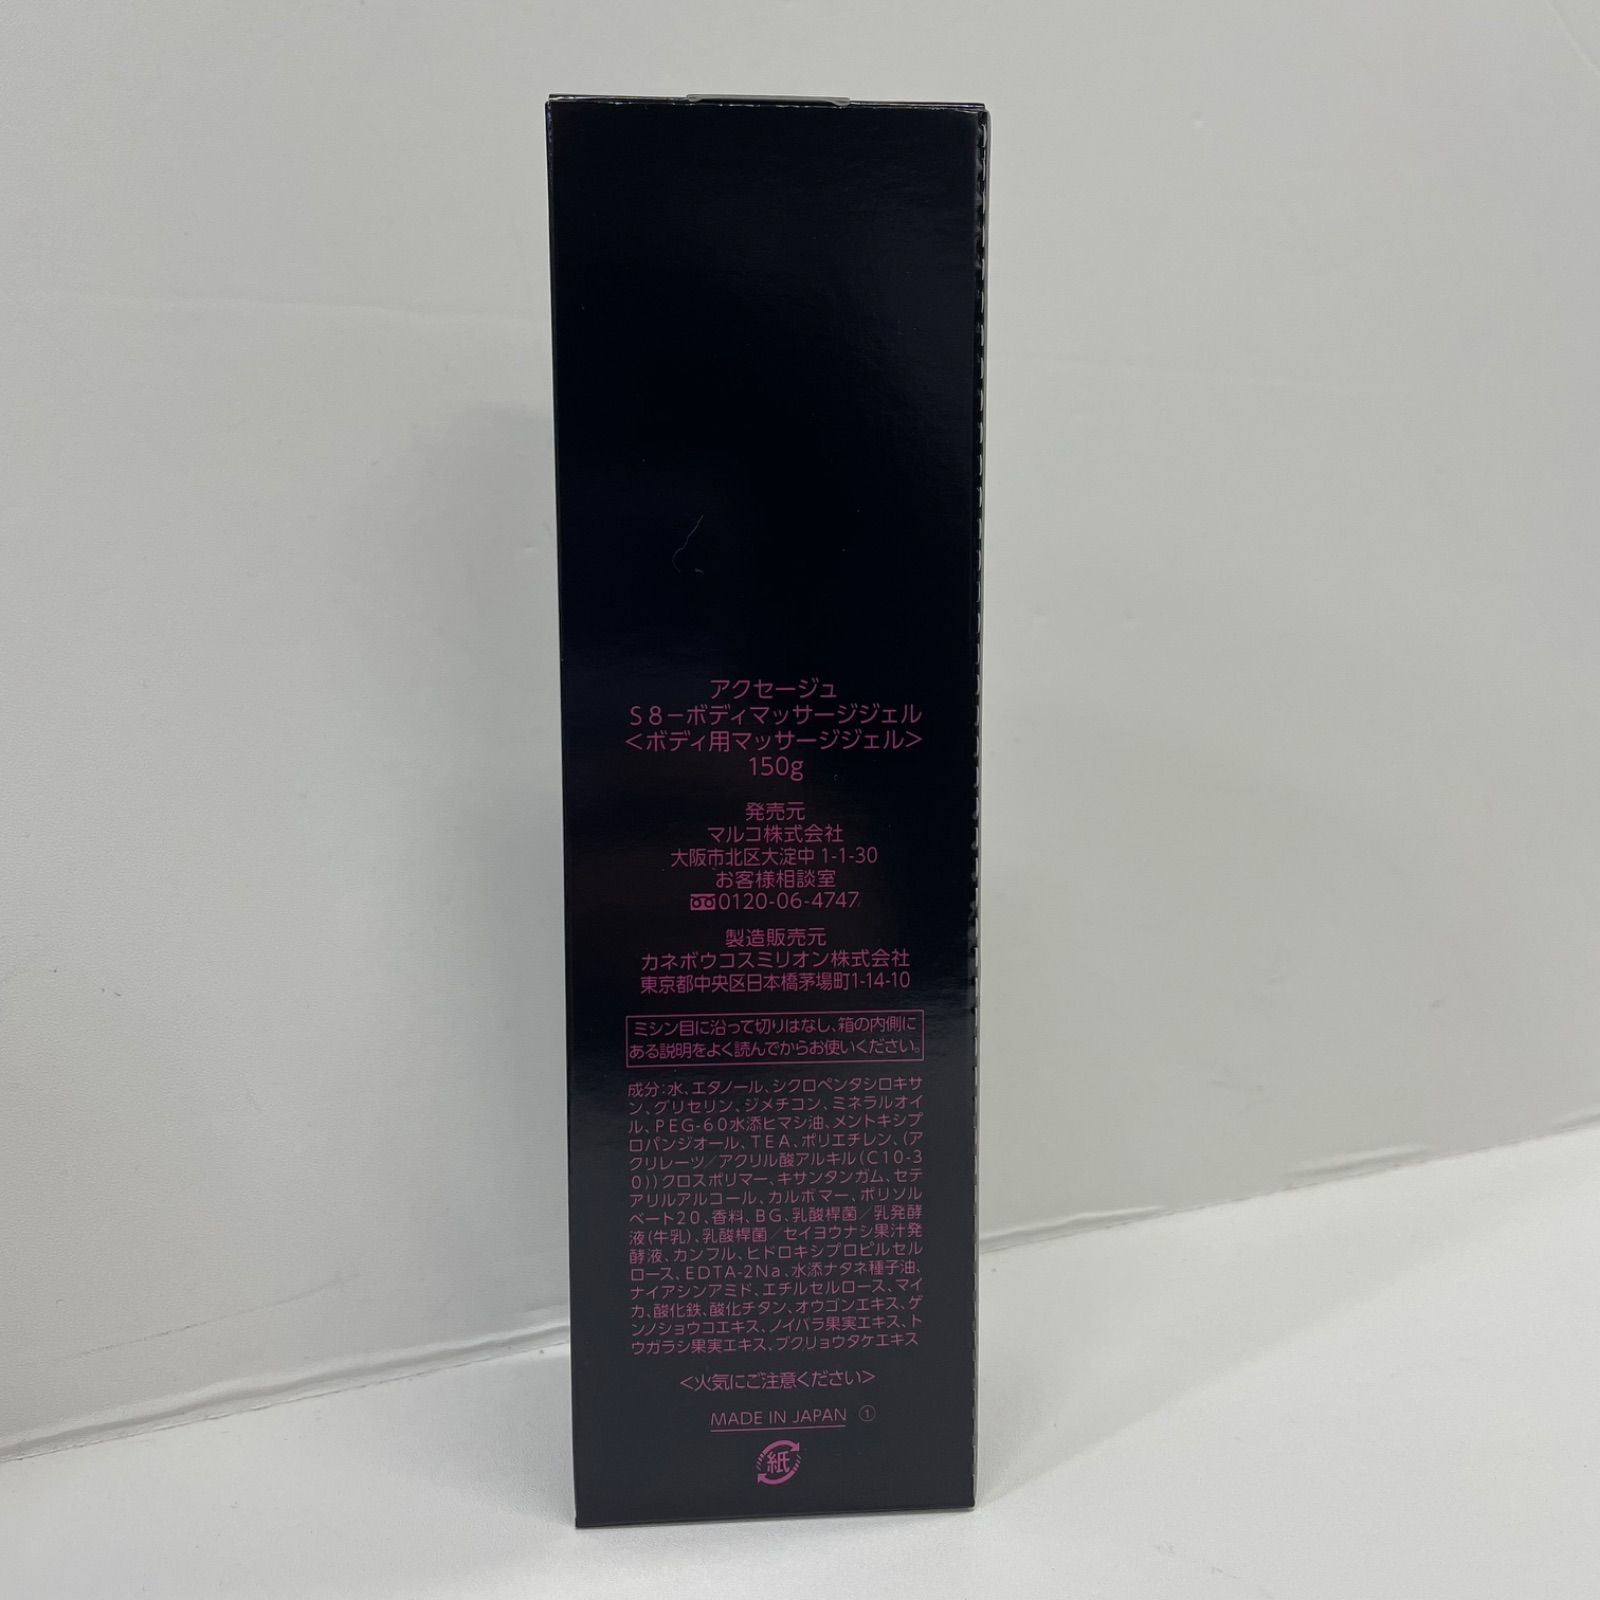 アクセージュ
S8-ボディマッサージジェル
<ボディ用マッサージジェル>
150g
発売元
マルコ株式会社
大阪市北区大淀中1-1-30
お客様相談室
0120-06-4747
製造販売元
カネボウコスミリオン株式会社
東京都中央区日本橋茅場町1-14-10
ミシン目に沿って切りはなし、箱の内側に
ある説明をよく読んでからお使いください。
成分:水、エタノール、シクロペンタシロキサ
ン、グリセリン、ジメチコン、ミネラルオイ
ル、PEG-60水添ヒマシ油、メントキシプ
ロパンジオール、TEA、ポリエチレン、(ア
クリレーツ/アクリル酸アルキル(C10-3
0))クロスポリマー、キサンタンガム、セテ
アリルアルコール、カルボマー、ポリソル
ベート20、香料、BG、乳酸桿菌/乳発酵
液(牛乳)、乳酸桿菌/セイヨウナシ果汁発
酵液、カンフル、ヒドロキシプロピルセル
ロース、EDTA-2Na、水添ナタネ種子油、
ナイアシンアミド、エチルセルロース、マイ
カ、酸化鉄、酸化チタン、オウゴンエキス、ゲ
ンノショウコエキス、ノイバラ果実エキス、ト
ウガラシ果実エキス、ブクリョウタケエキス
<火気にご注意ください>
MADE IN JAPAN ①
紙